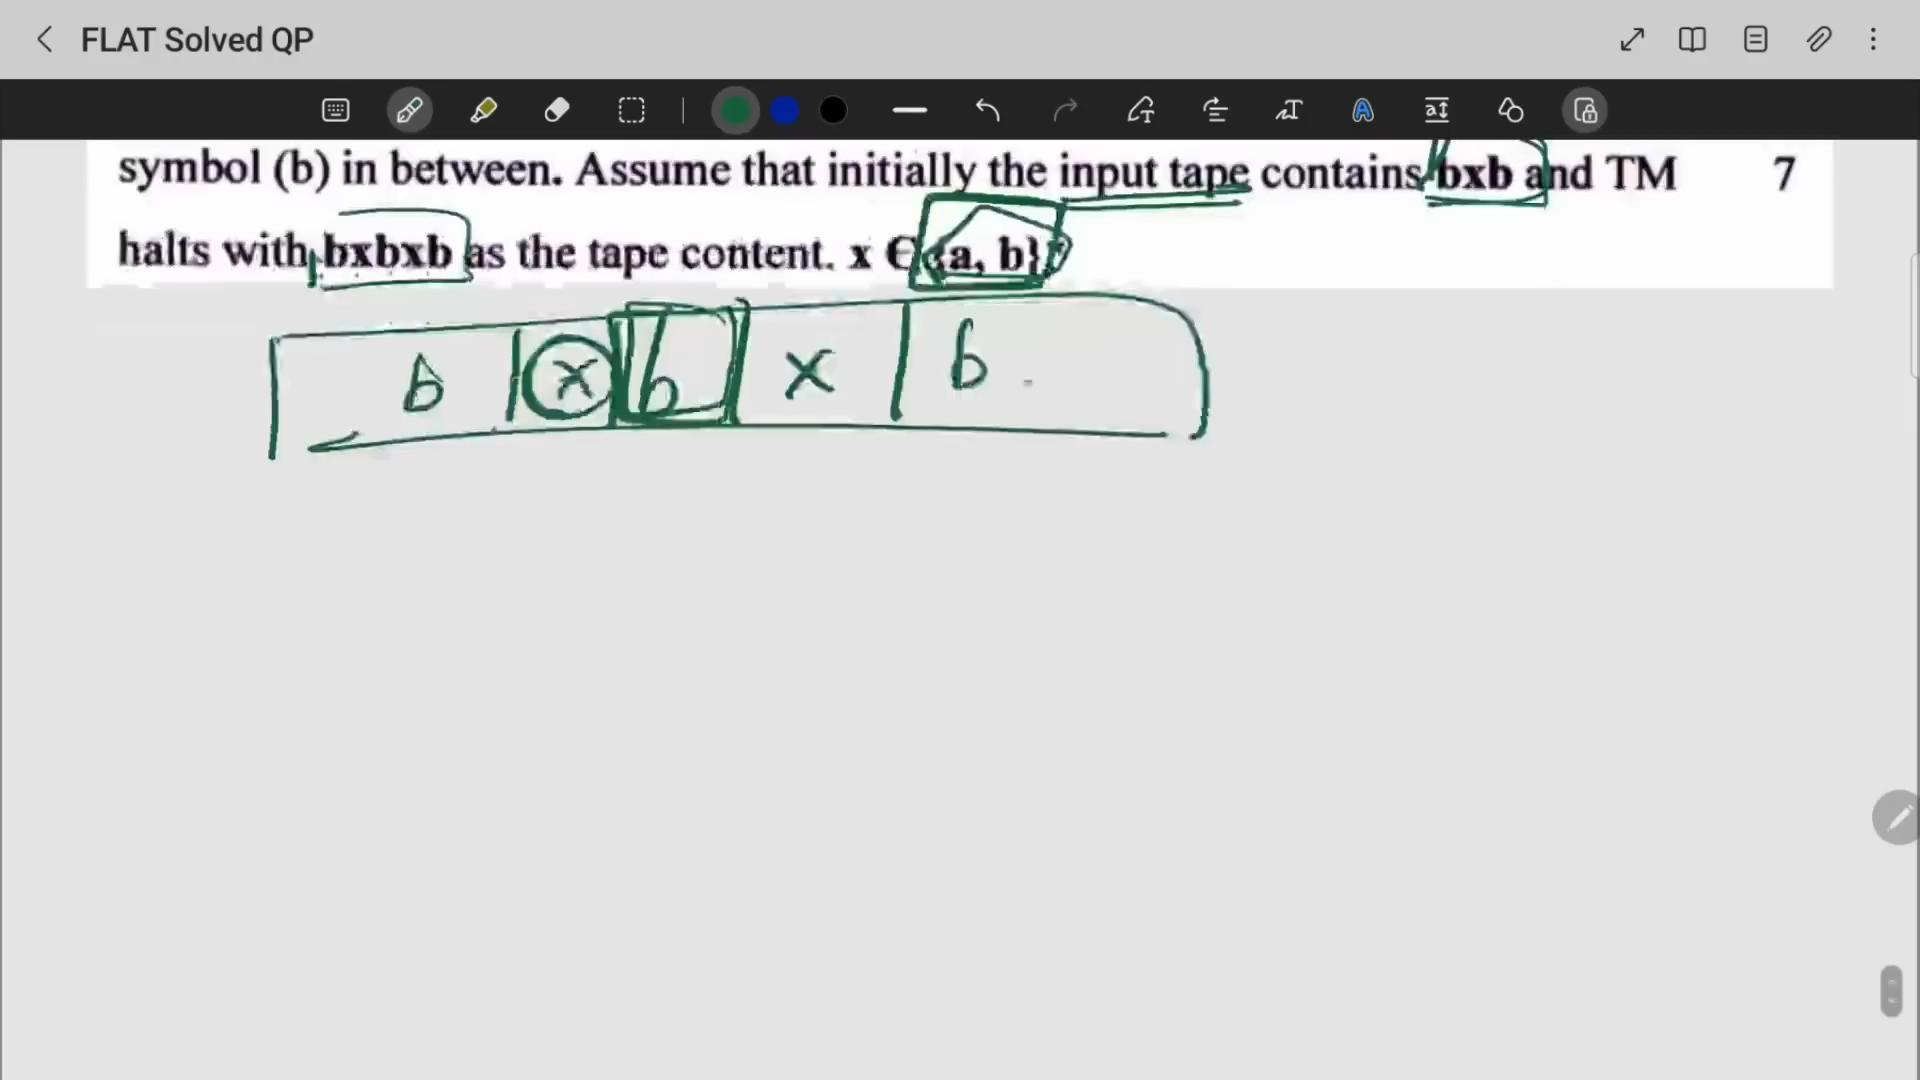 FLAT Solved QP
symbol (b) in between. Assume that initially the input tape contains bxb and TM 7
halts with bxbxb as the tape content. x ∈ {a, b}
b x b x b